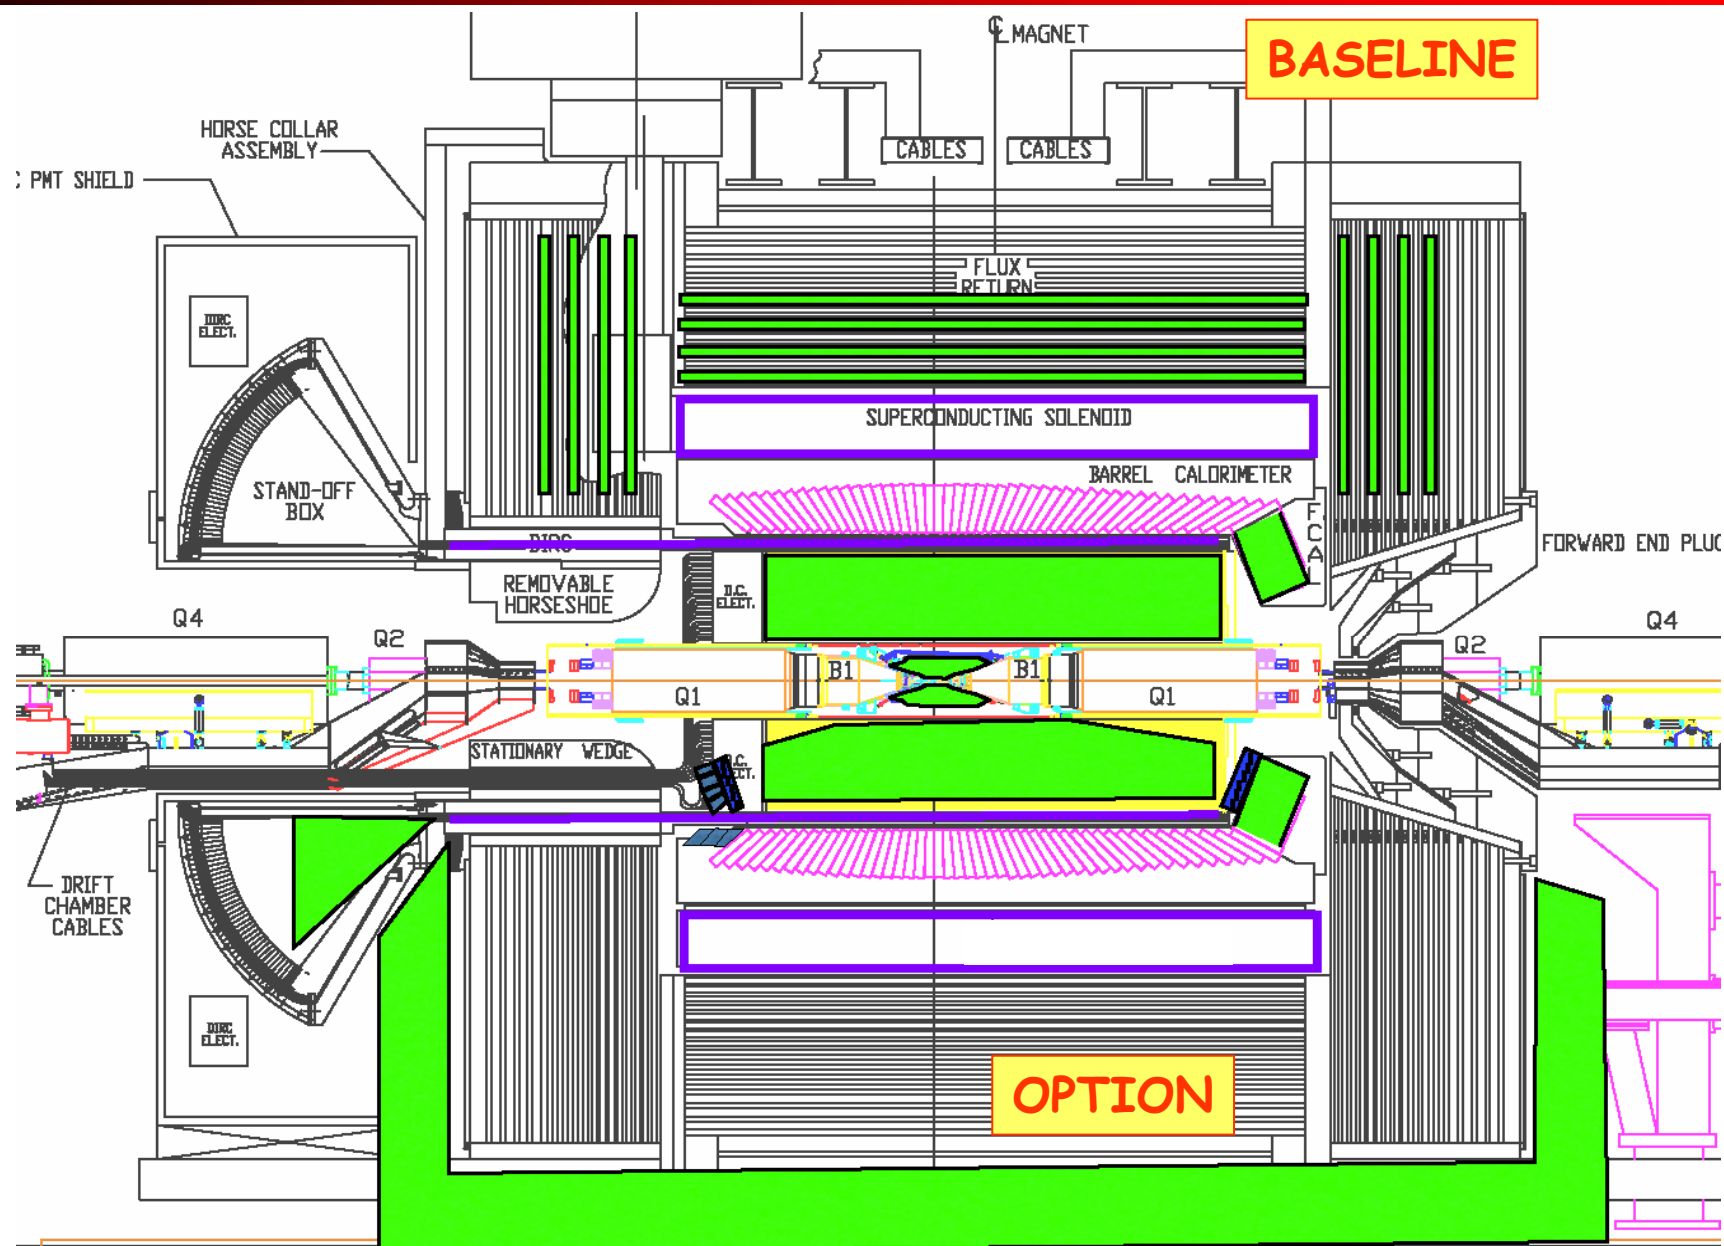 ℄ MAGNET
BASELINE
HORSE COLLAR
ASSEMBLY
CABLES
CABLES
C PMT SHIELD
FLUX
RETURN
DIRC
ELECT.
SUPERCONDUCTING SOLENOID
BARREL CALORIMETER
STAND-OFF
BOX
F
C
A
L
DIRC
FORWARD END PLUG
REMOVABLE
HORSESHOE
D.C.
ELECT.
Q4
Q2
Q4
Q2
B1
B1
Q1
Q1
STATIONARY WEDGE
D.C.
ELECT.
DRIFT
CHAMBER
CABLES
DIRC
ELECT.
OPTION